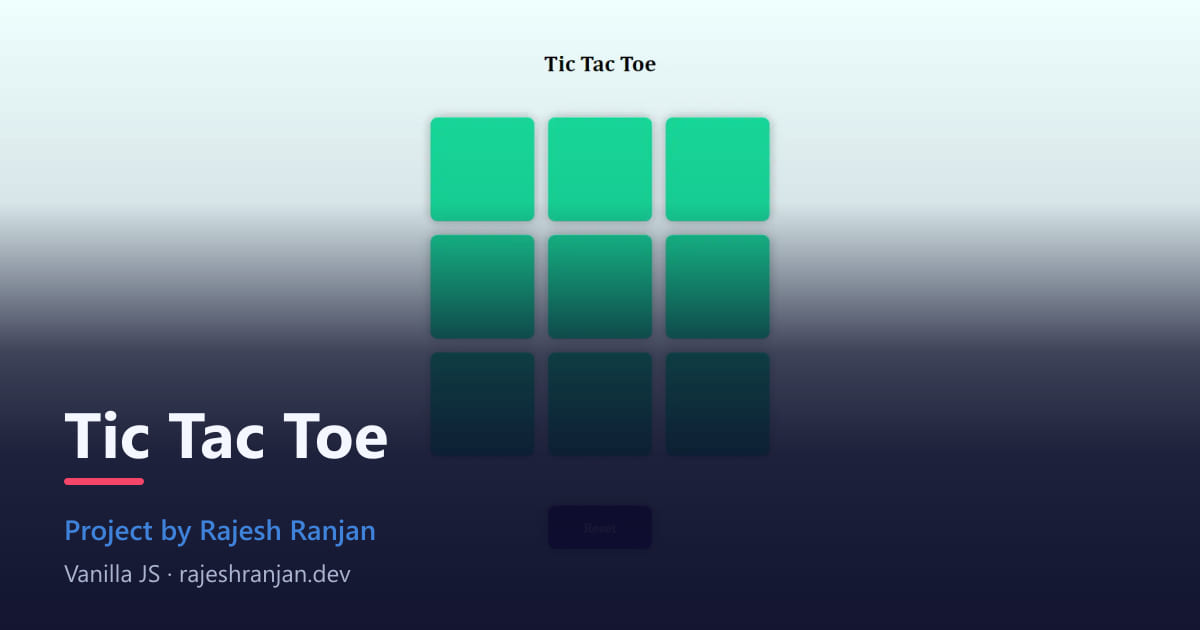 Tic Tac Toe
Reset
Tic Tac Toe
Project by Rajesh Ranjan
Vanilla JS · rajeshranjan.dev